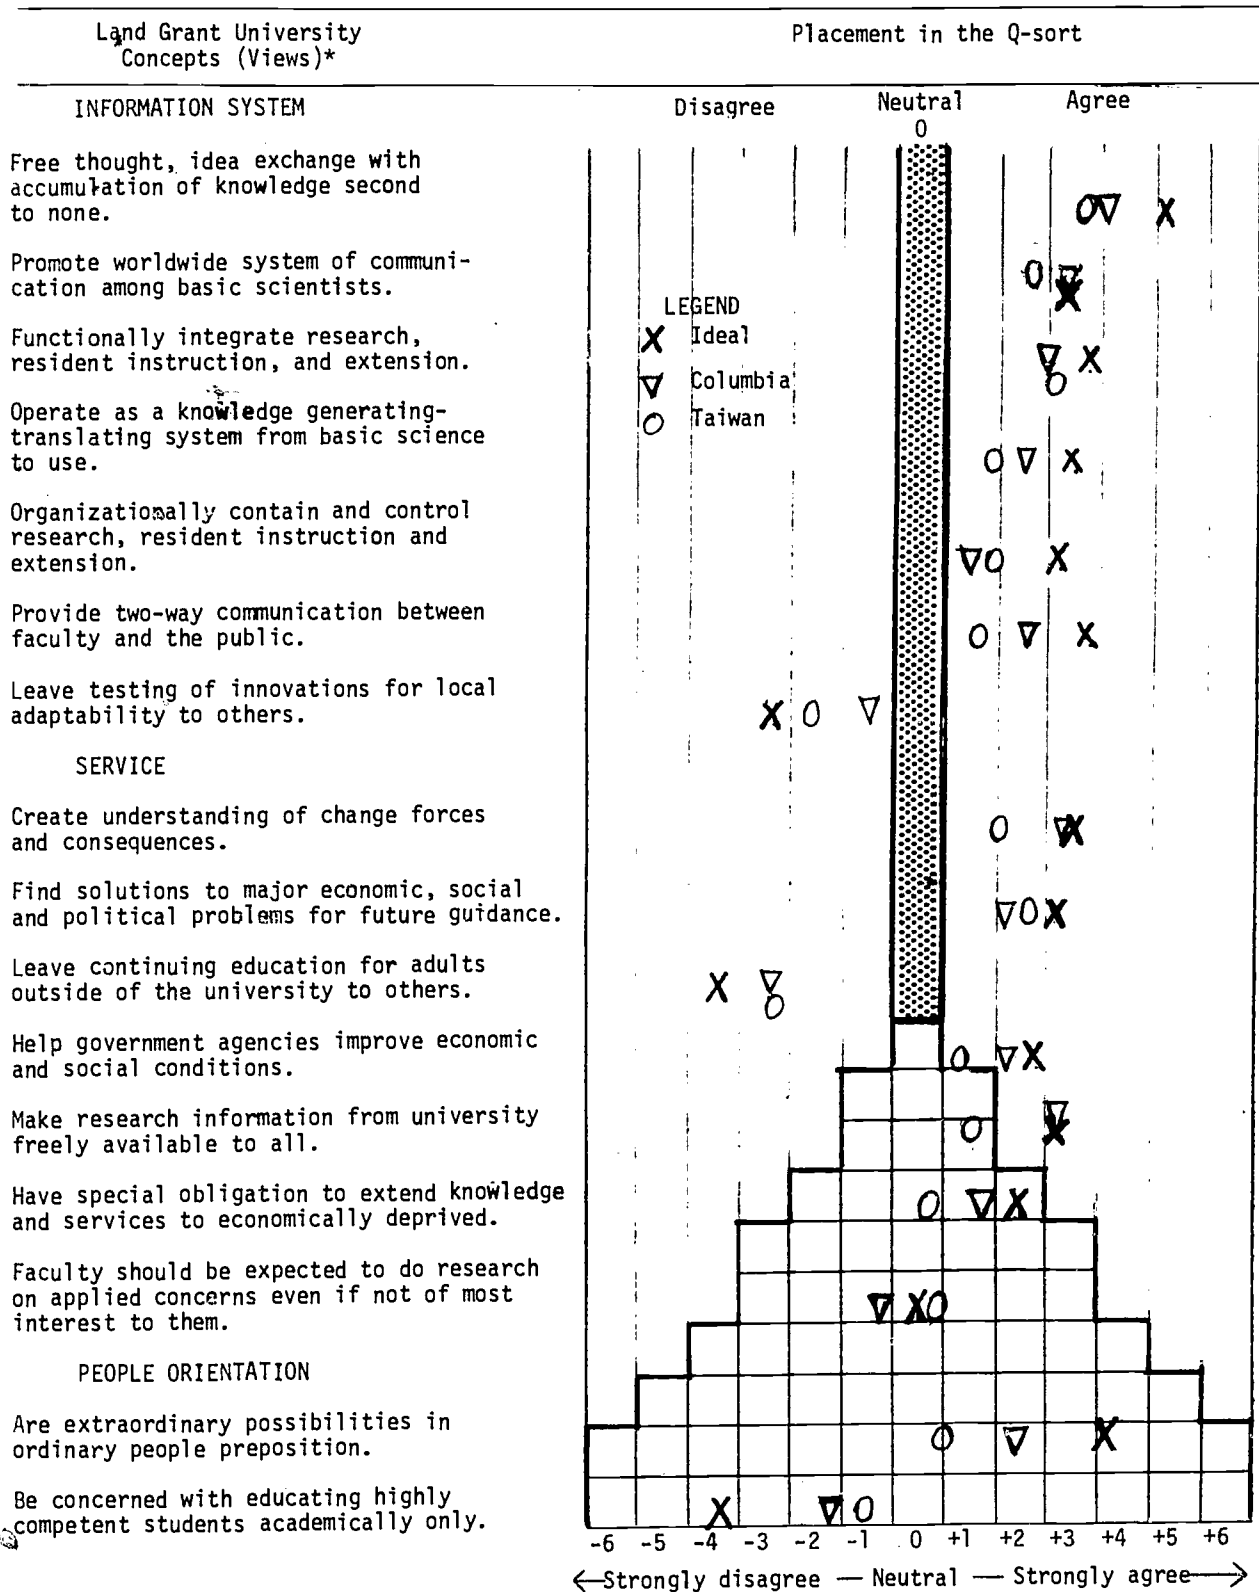 Land Grant University
Concepts (Views)*
Placement in the Q-sort
INFORMATION SYSTEM
Disagree
Neutral
Agree
0
Free thought, idea exchange with
accumulation of knowledge second
to none.
Promote worldwide system of communi-
cation among basic scientists.
LEGEND
X Ideal
∇ Columbia
O Taiwan
Functionally integrate research,
resident instruction, and extension.
Operate as a knowledge generating-
translating system from basic science
to use.
Organizationally contain and control
research, resident instruction and
extension.
Provide two-way communication between
faculty and the public.
Leave testing of innovations for local
adaptability to others.
SERVICE
Create understanding of change forces
and consequences.
Find solutions to major economic, social
and political problems for future guidance.
Leave continuing education for adults
outside of the university to others.
Help government agencies improve economic
and social conditions.
Make research information from university
freely available to all.
Have special obligation to extend knowledge
and services to economically deprived.
Faculty should be expected to do research
on applied concerns even if not of most
interest to them.
PEOPLE ORIENTATION
Are extraordinary possibilities in
ordinary people preposition.
Be concerned with educating highly
competent students academically only.
-6 -5 -4 -3 -2 -1 0 +1 +2 +3 +4 +5 +6
←Strongly disagree — Neutral — Strongly agree→